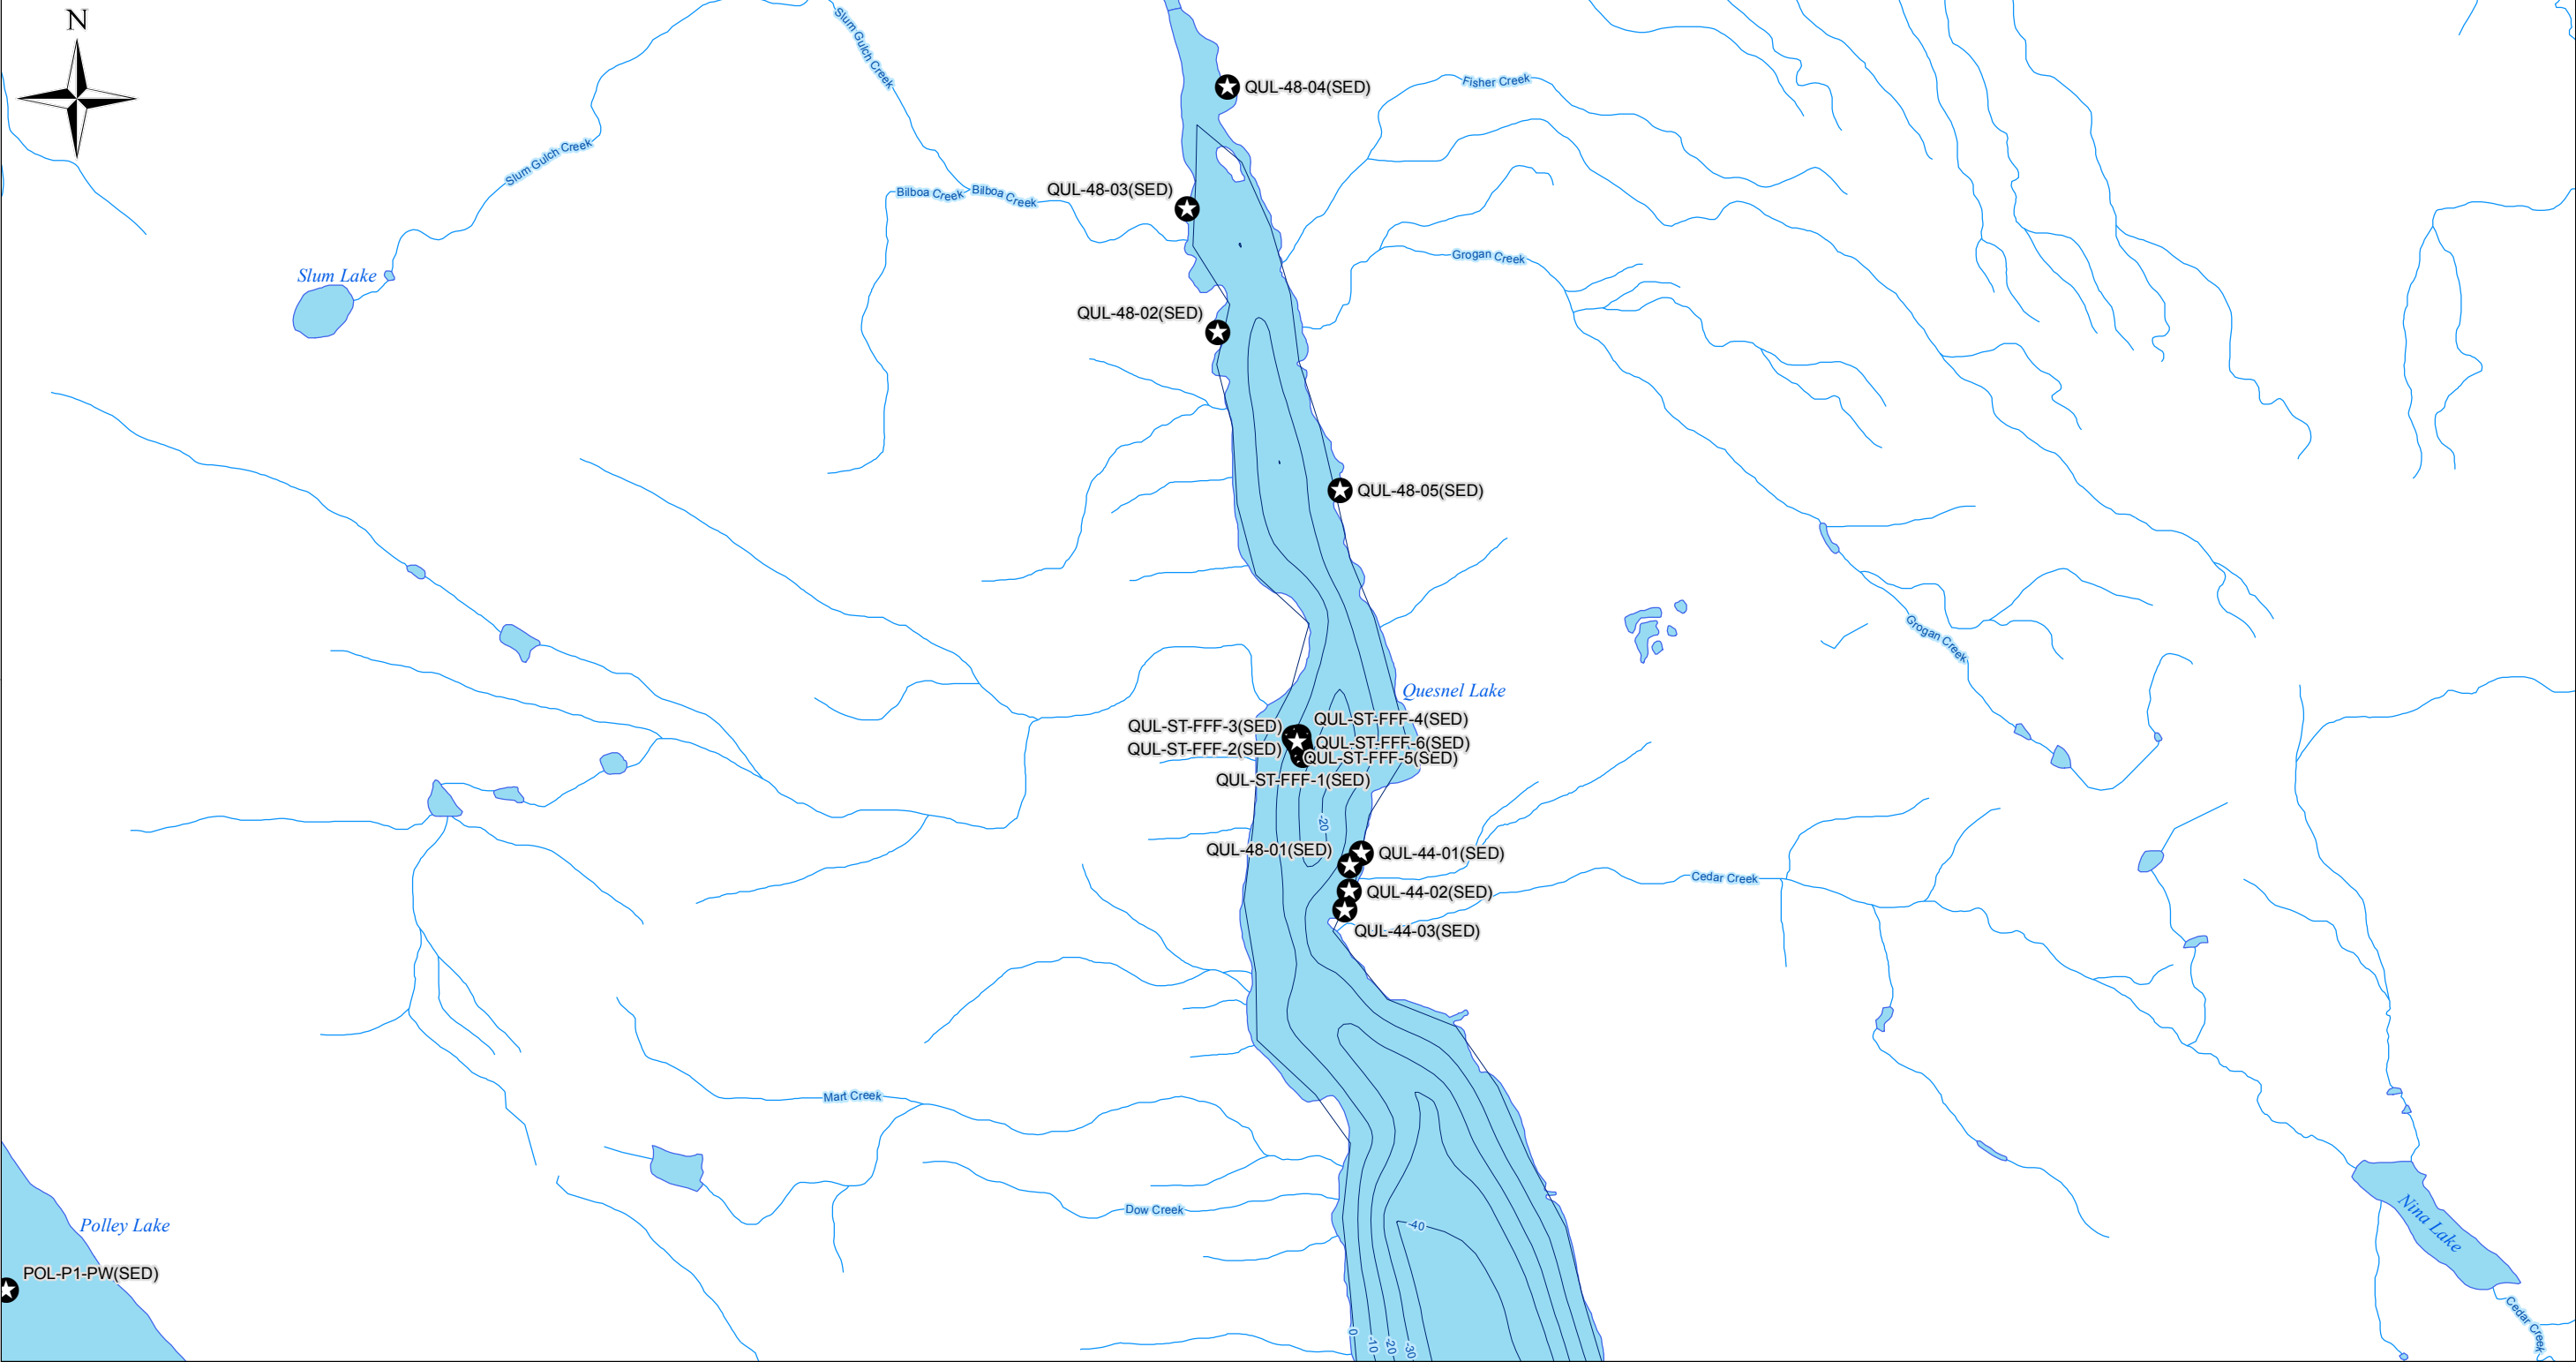 N
Slum Gulch Creek
QUL-48-04(SED)
Fisher Creek
Slum Gulch Creek
QUL-48-03(SED)
Bilboa Creek
Bilboa Creek
Grogan Creek
Slum Lake
QUL-48-02(SED)
QUL-48-05(SED)
Grogan Creek
Quesnel Lake
QUL-ST-FFF-3(SED)
QUL-ST-FFF-4(SED)
QUL-ST-FFF-2(SED)
QUL-ST-FFF-6(SED)
QUL-ST-FFF-5(SED)
QUL-ST-FFF-1(SED)
-20
QUL-48-01(SED)
QUL-44-01(SED)
Cedar Creek
QUL-44-02(SED)
QUL-44-03(SED)
Mart Creek
Dow Creek
Polley Lake
-40
Nina Lake
POL-P1-PW(SED)
Cedar Creek
0
-10
-20
-30